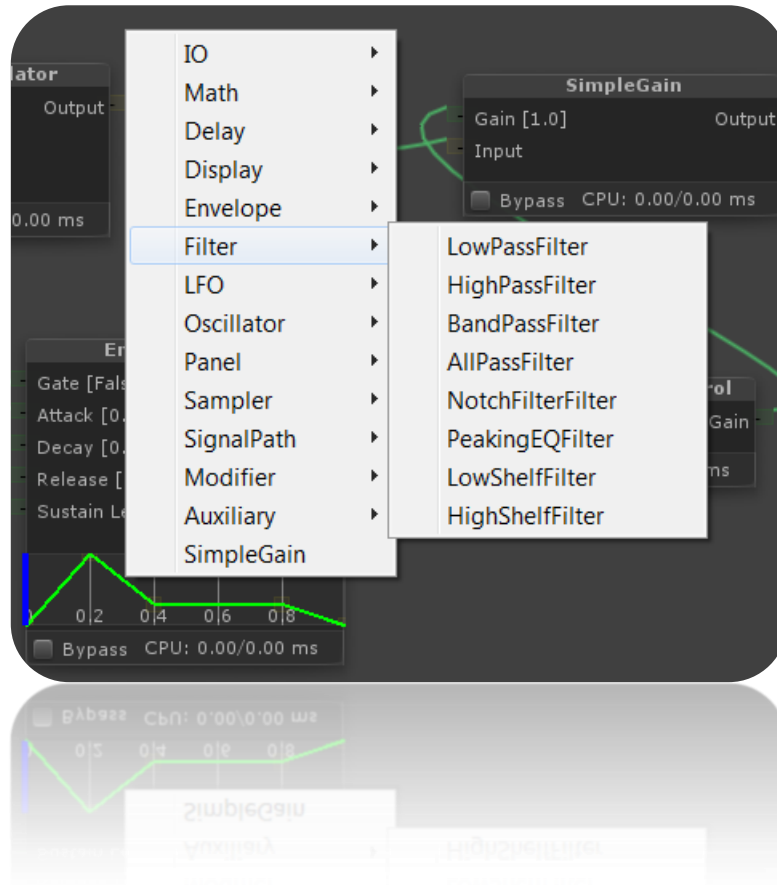 IO
Math
Delay
Display
Envelope
Filter
LFO
Oscillator
Panel
Sampler
SignalPath
Modifier
Auxiliary
SimpleGain
LowPassFilter
HighPassFilter
BandPassFilter
AllPassFilter
NotchFilterFilter
PeakingEQFilter
LowShelfFilter
HighShelfFilter
lator
Output
0.00 ms
SimpleGain
Gain [1.0] Output
Input
Bypass CPU: 0.00/0.00 ms
Gate [Fals
Attack [0.
Decay [0.
Release [
Sustain Le
0,2 0,4 0,6 0,8
Bypass CPU: 0.00/0.00 ms
rol
Gain
ms